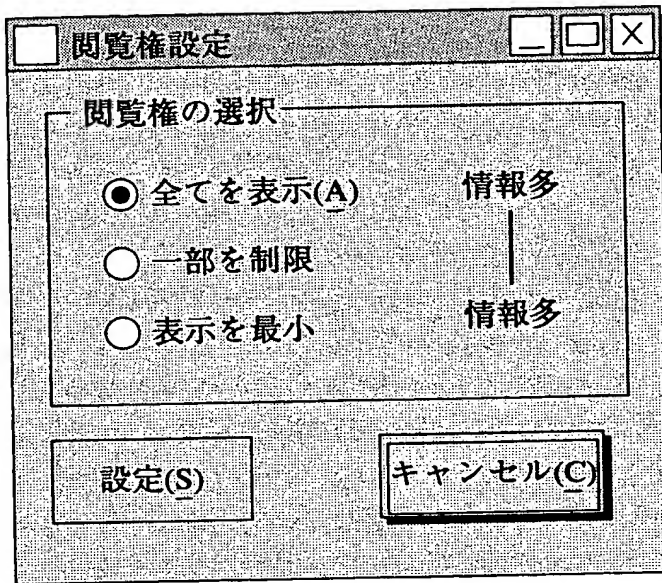 閲覧権設定
閲覧権の選択
全てを表示(A) 情報多
一部を制限
表示を最小 情報多
設定(S) キャンセル(C)